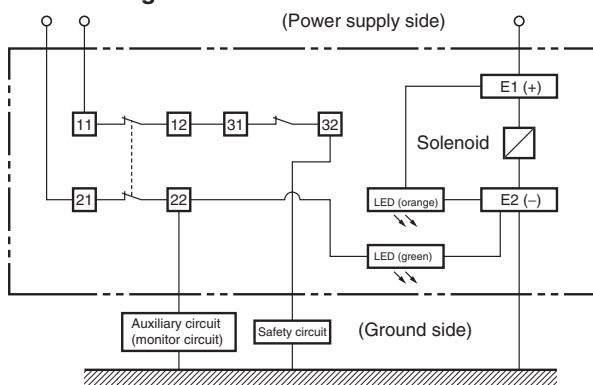 (Power supply side)
E1 (+)
11
12
31
32
Solenoid
21
22
LED (orange)
E2 (−)
LED (green)
Auxiliary circuit
(monitor circuit)
Safety circuit
(Ground side)